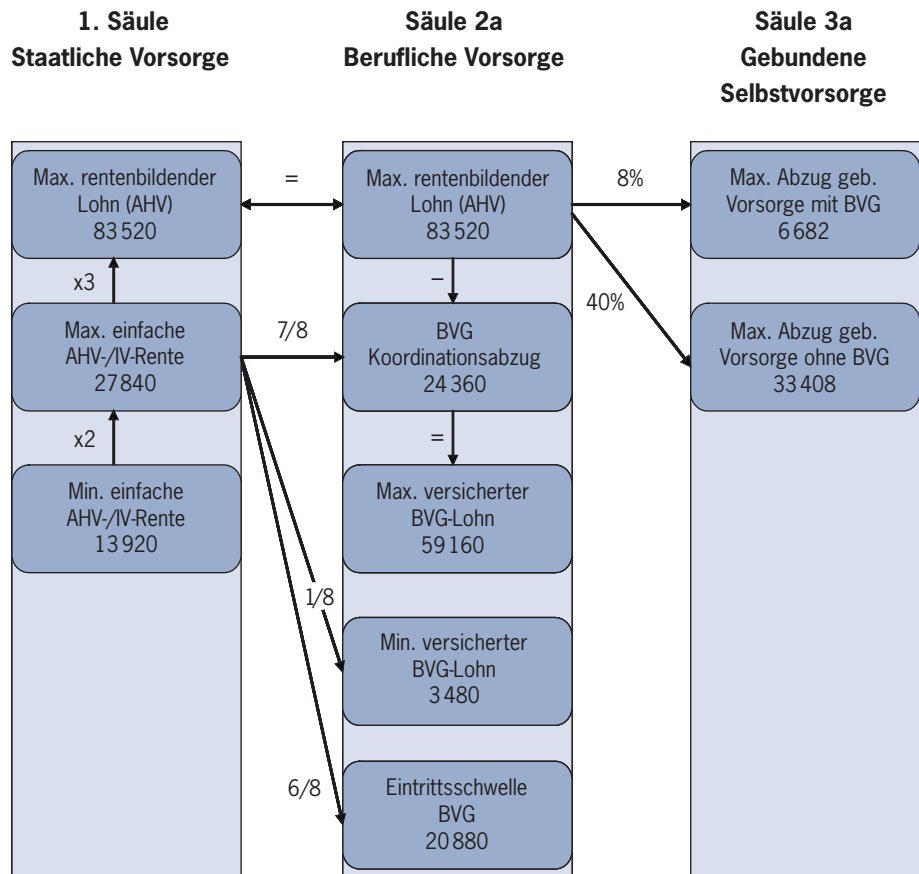 1. Säule
Staatliche Vorsorge
Säule 2a
Berufliche Vorsorge
Säule 3a
Gebundene
Selbstvorsorge
Max. rentenbildender
Lohn (AHV)
83 520
=
Max. rentenbildender
Lohn (AHV)
83 520
8%
Max. Abzug geb.
Vorsorge mit BVG
6 682
x3
–
40%
Max. einfache
AHV-/IV-Rente
27 840
7/8
BVG
Koordinationsabzug
24 360
Max. Abzug geb.
Vorsorge ohne BVG
33 408
x2
=
Min. einfache
AHV-/IV-Rente
13 920
Max. versicherter
BVG-Lohn
59 160
1/8
Min. versicherter
BVG-Lohn
3 480
6/8
Eintrittsschwelle
BVG
20 880